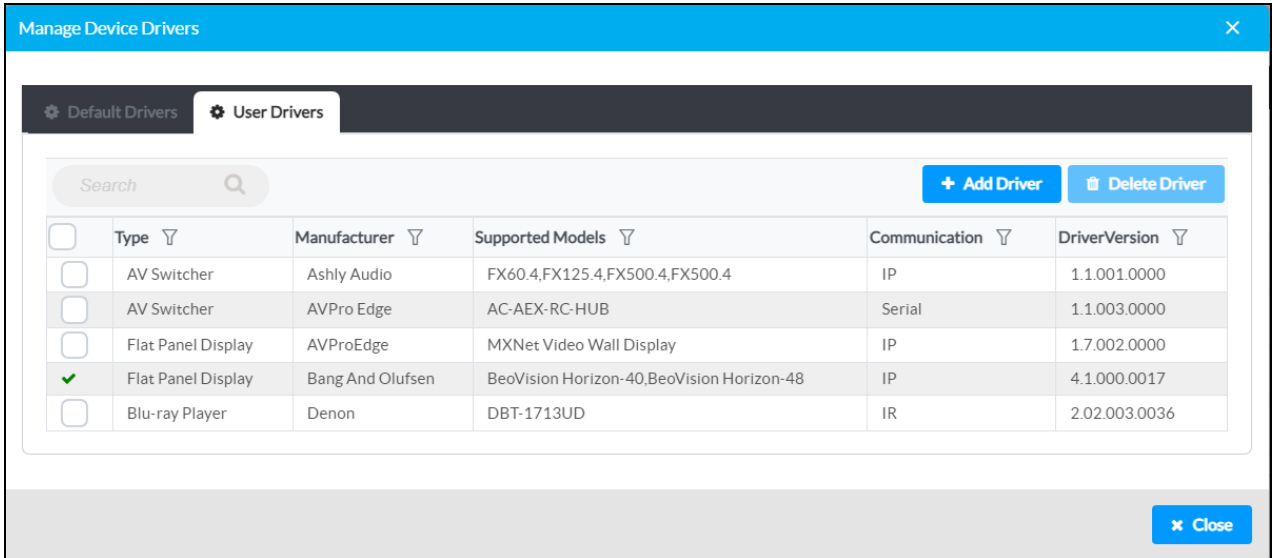 Manage Device Drivers
Default Drivers User Drivers
Search Add Driver Delete Driver
Type Manufacturer Supported Models Communication DriverVersion
AV Switcher Ashly Audio FX60.4,FX125.4,FX500.4,FX500.4 IP 1.1.001.0000
AV Switcher AVPro Edge AC-AEX-RC-HUB Serial 1.1.003.0000
Flat Panel Display AVProEdge MXNet Video Wall Display IP 1.7.002.0000
Flat Panel Display Bang And Olufsen BeoVision Horizon-40,BeoVision Horizon-48 IP 4.1.000.0017
Blu-ray Player Denon DBT-1713UD IR 2.02.003.0036
Close